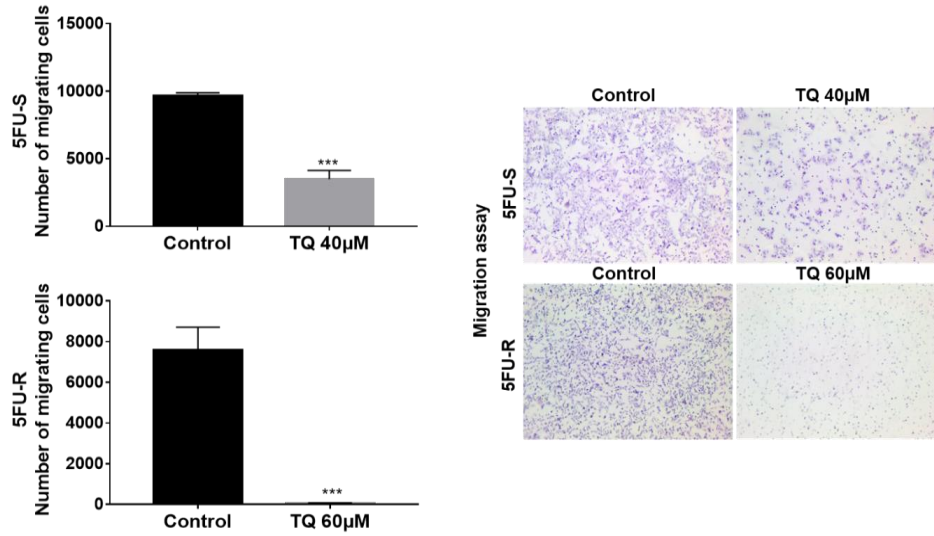 5FU-S
Number of migrating cells
15000
10000
5000
0
***
Control
TQ 40µM
5FU-R
Number of migrating cells
10000
8000
6000
4000
2000
0
***
Control
TQ 60µM
Migration assay
Control
TQ 40µM
5FU-S
Control
TQ 60µM
5FU-R